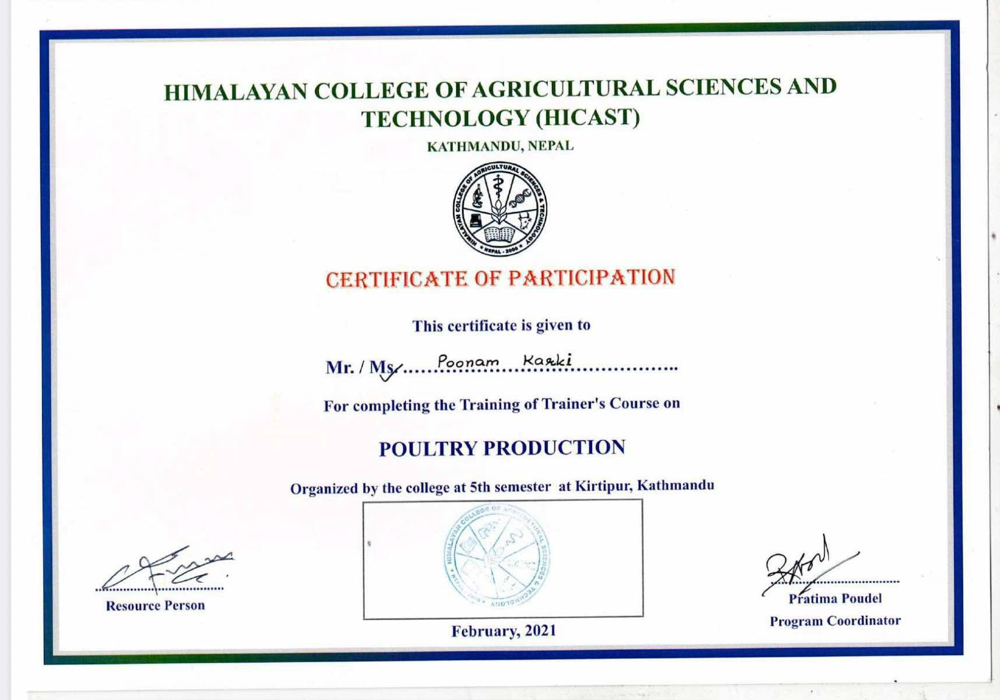 HIMALAYAN COLLEGE OF AGRICULTURAL SCIENCES AND
TECHNOLOGY (HICAST)
KATHMANDU, NEPAL
HIMALAYAN COLLEGE OF AGRICULTURAL SCIENCES & TECHNOLOGY
* NEPAL - 2000 *
CERTIFICATE OF PARTICIPATION
This certificate is given to
Mr. / Ms. Poonam Karki
For completing the Training of Trainer's Course on
POULTRY PRODUCTION
Organized by the college at 5th semester at Kirtipur, Kathmandu
HIMALAYAN COLLEGE OF AGRICULTURAL SCIENCES & TECHNOLOGY
Resource Person
Pratima Poudel
Program Coordinator
February, 2021